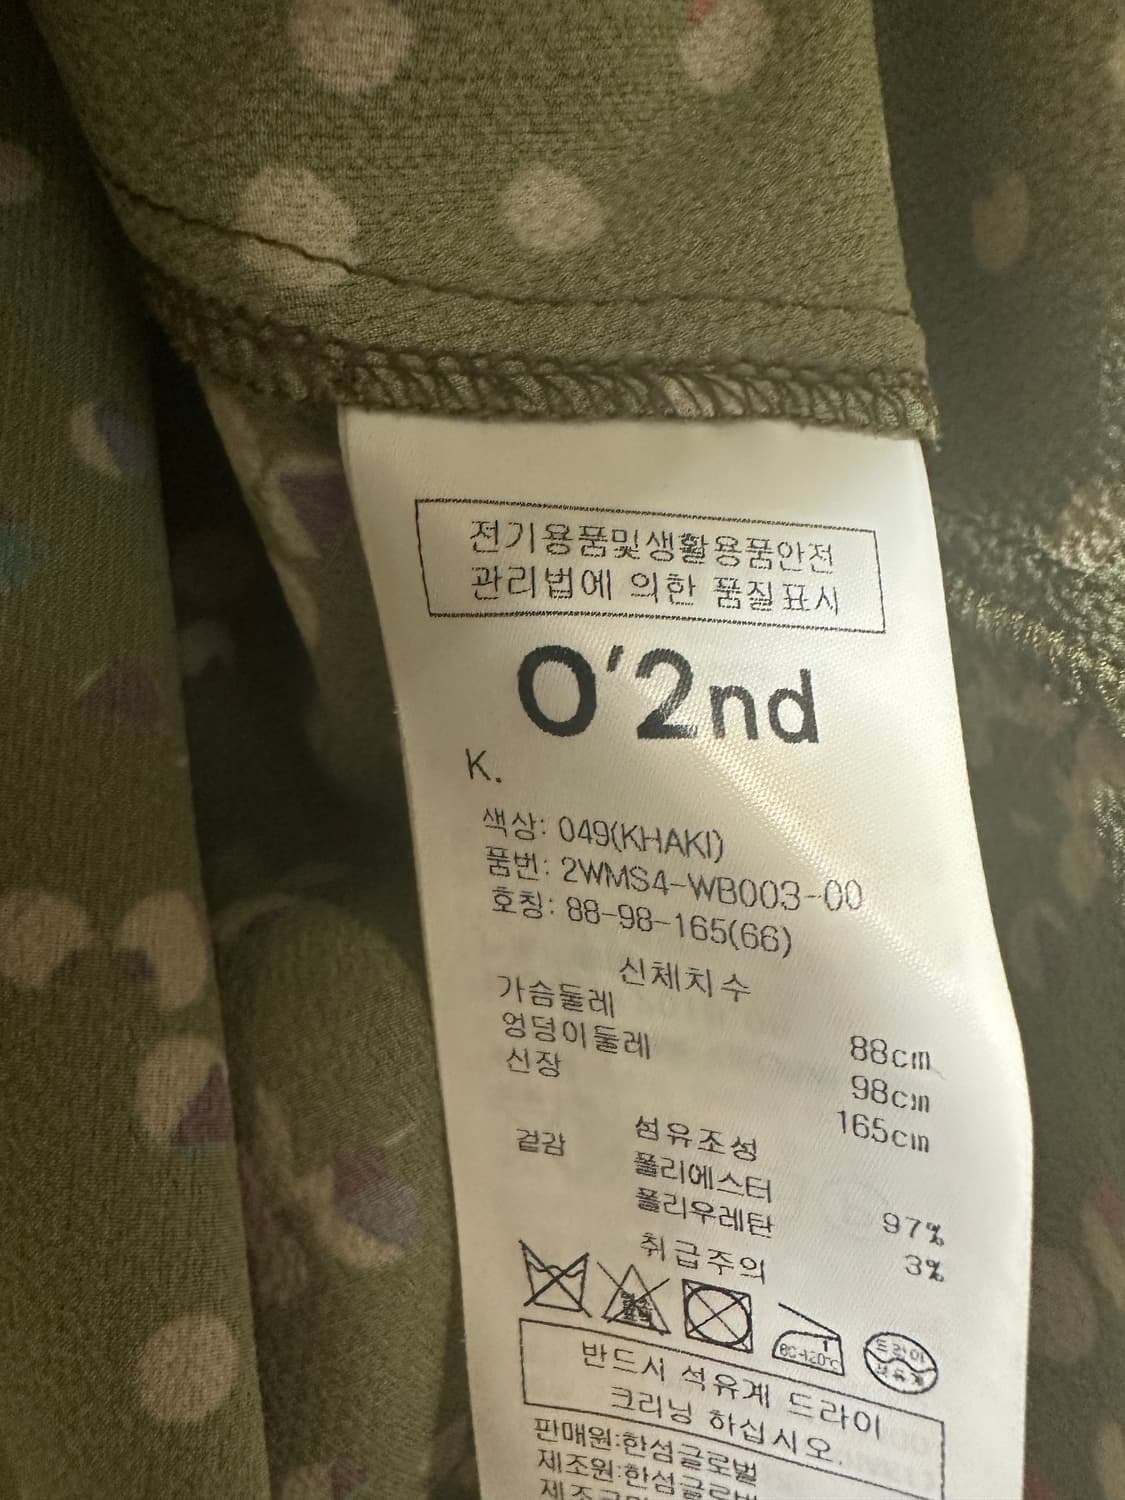 전기용품및생활용품안전
관리법에 의한 품질표시
O'2nd
K.
색상: 049(KHAKI)
품번: 2WMS4-WB003-00
호칭: 88-98-165(66)
신체치수
가슴둘레 88cm
엉덩이둘레 98cm
신장 165cm
섬유조성
겉감 폴리에스터 97%
폴리우레탄 3%
취급주의
1
80~120℃
드라이
반드시 석유계 드라이
크리닝 하십시오.
판매원:한섬글로벌
제조원:한섬글로벌